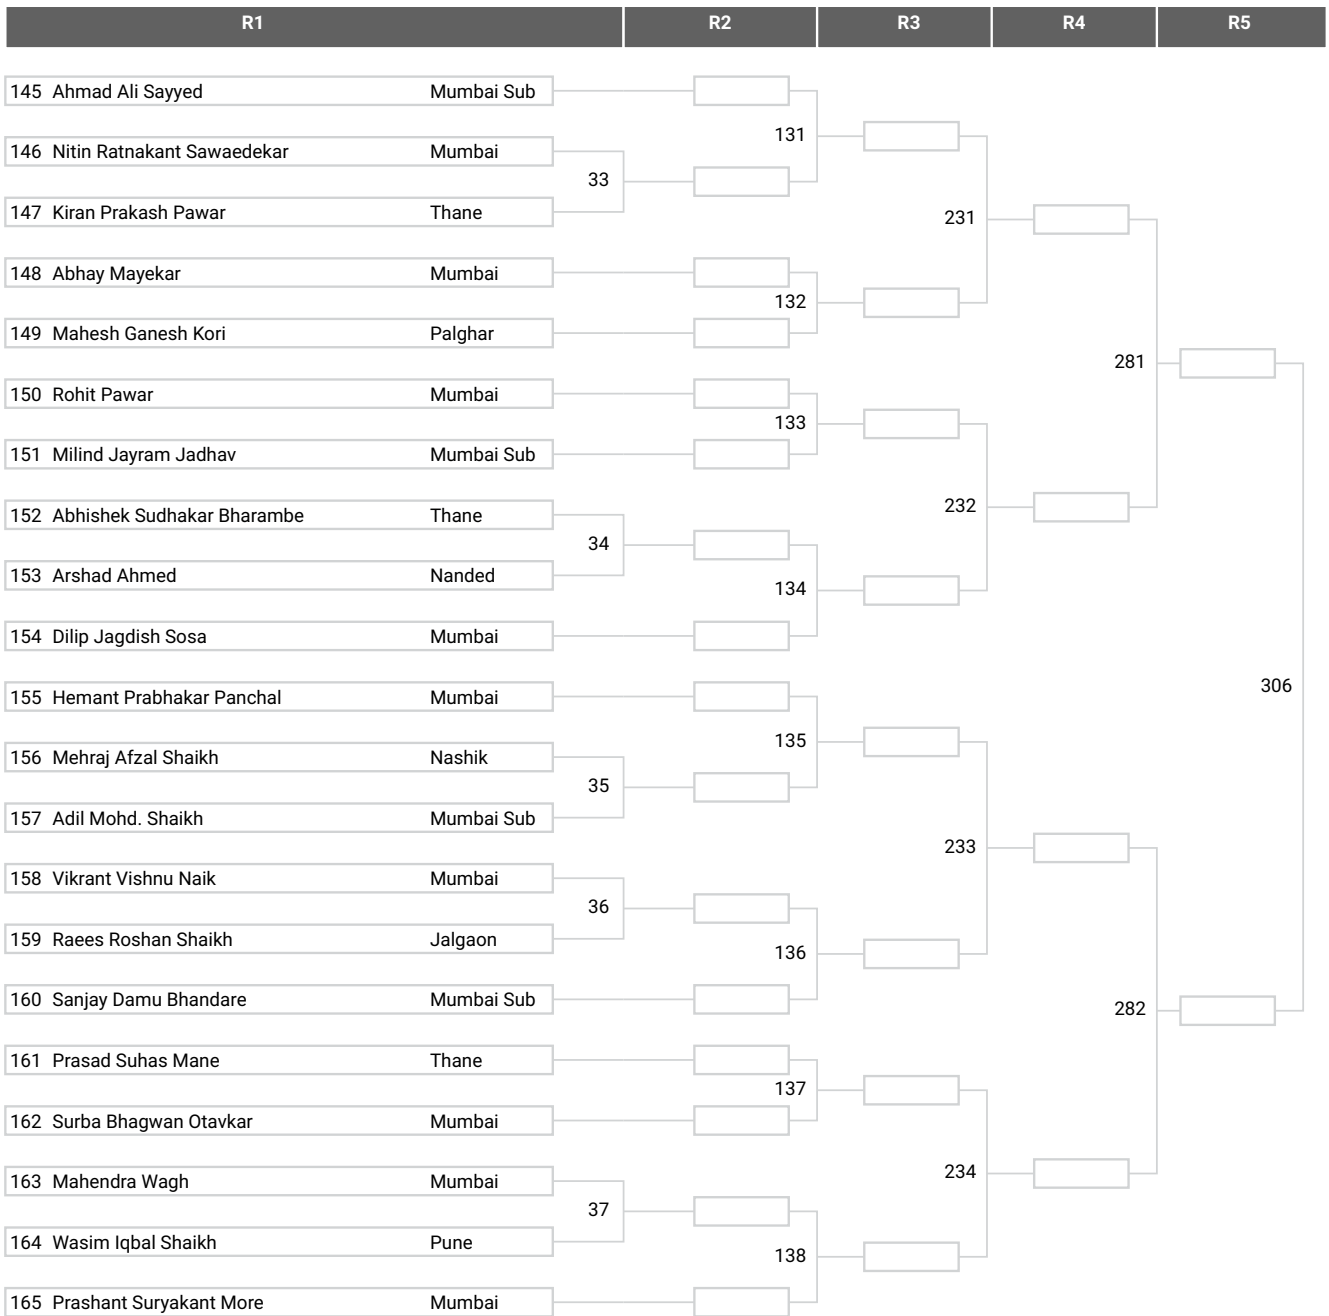 R1 R2 R3 R4 R5
145 Ahmad Ali Sayyed Mumbai Sub
131
146 Nitin Ratnakant Sawaedekar Mumbai
33
147 Kiran Prakash Pawar Thane
231
148 Abhay Mayekar Mumbai
132
149 Mahesh Ganesh Kori Palghar
281
150 Rohit Pawar Mumbai
133
151 Milind Jayram Jadhav Mumbai Sub
232
152 Abhishek Sudhakar Bharambe Thane
34
153 Arshad Ahmed Nanded
134
154 Dilip Jagdish Sosa Mumbai
306
155 Hemant Prabhakar Panchal Mumbai
135
156 Mehraj Afzal Shaikh Nashik
35
157 Adil Mohd. Shaikh Mumbai Sub
233
158 Vikrant Vishnu Naik Mumbai
36
159 Raees Roshan Shaikh Jalgaon
136
160 Sanjay Damu Bhandare Mumbai Sub
282
161 Prasad Suhas Mane Thane
137
162 Surba Bhagwan Otavkar Mumbai
234
163 Mahendra Wagh Mumbai
37
164 Wasim Iqbal Shaikh Pune
138
165 Prashant Suryakant More Mumbai